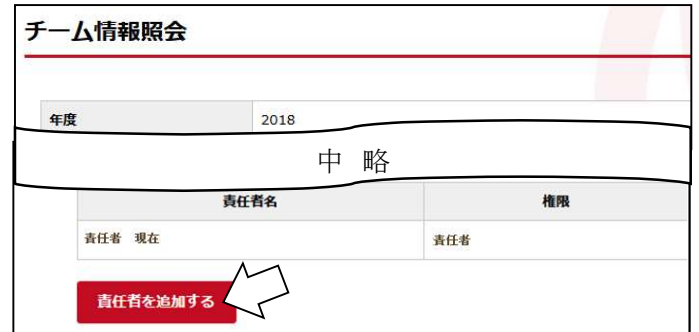 チーム情報照会
年度 2018
中 略
責任者名 権限
責任者 現在 責任者
責任者を追加する